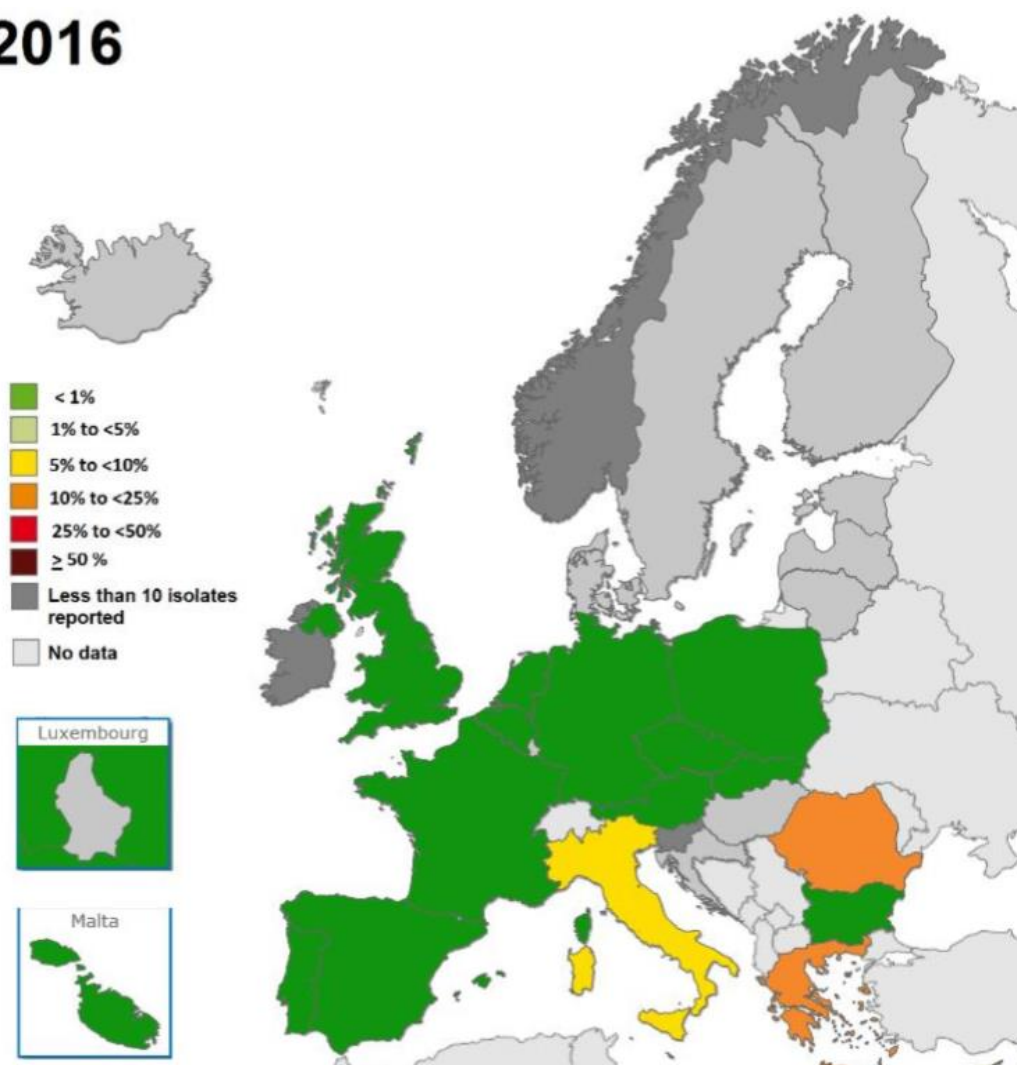 2016
< 1%
1% to <5%
5% to <10%
10% to <25%
25% to <50%
≥ 50 %
Less than 10 isolates
reported
No data
Luxembourg
Malta